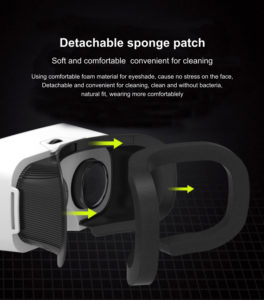 Detachable sponge patch
Soft and comfortable convenient for cleaning
Using comfortable foam material for eyeshade, cause no stress on the face,
Detachable and convenient for cleaning, clean and without bacteria,
natural fit, wearing more comfortablely